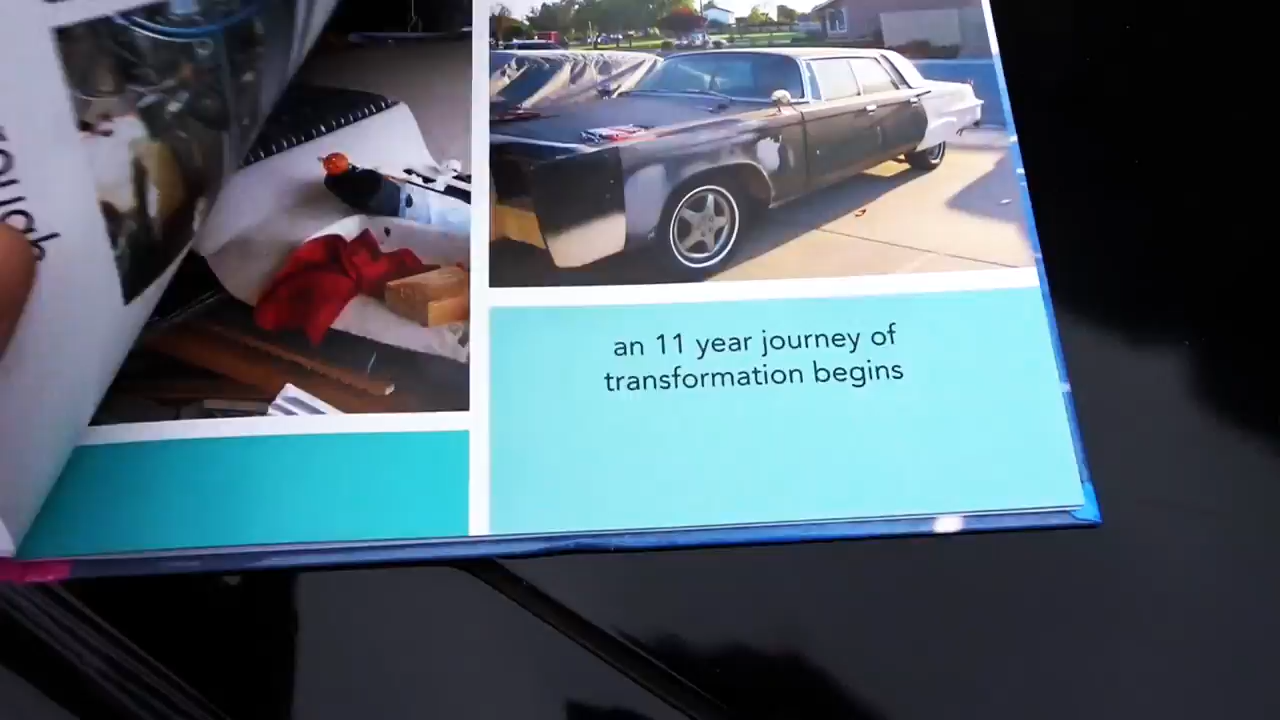 an 11 year journey of
transformation begins